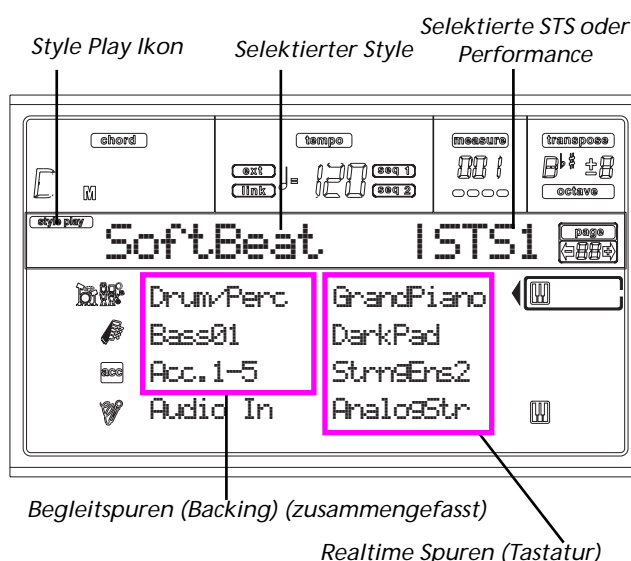 Style Play Ikon
Selektierter Style
Selektierte STS oder
Performance
chord
tempo
measure
transpose
ext
link
120
seq 1
seq 2
001
octave
C
M
style play
SoftBeat
STS1
page
Drum/Perc
GrandPiano
Bass01
DarkPad
acc
Acc.1-5
StrngEns2
Audio In
AnalogStr
Begleitspuren (Backing) (zusammengefasst)
Realtime Spuren (Tastatur)